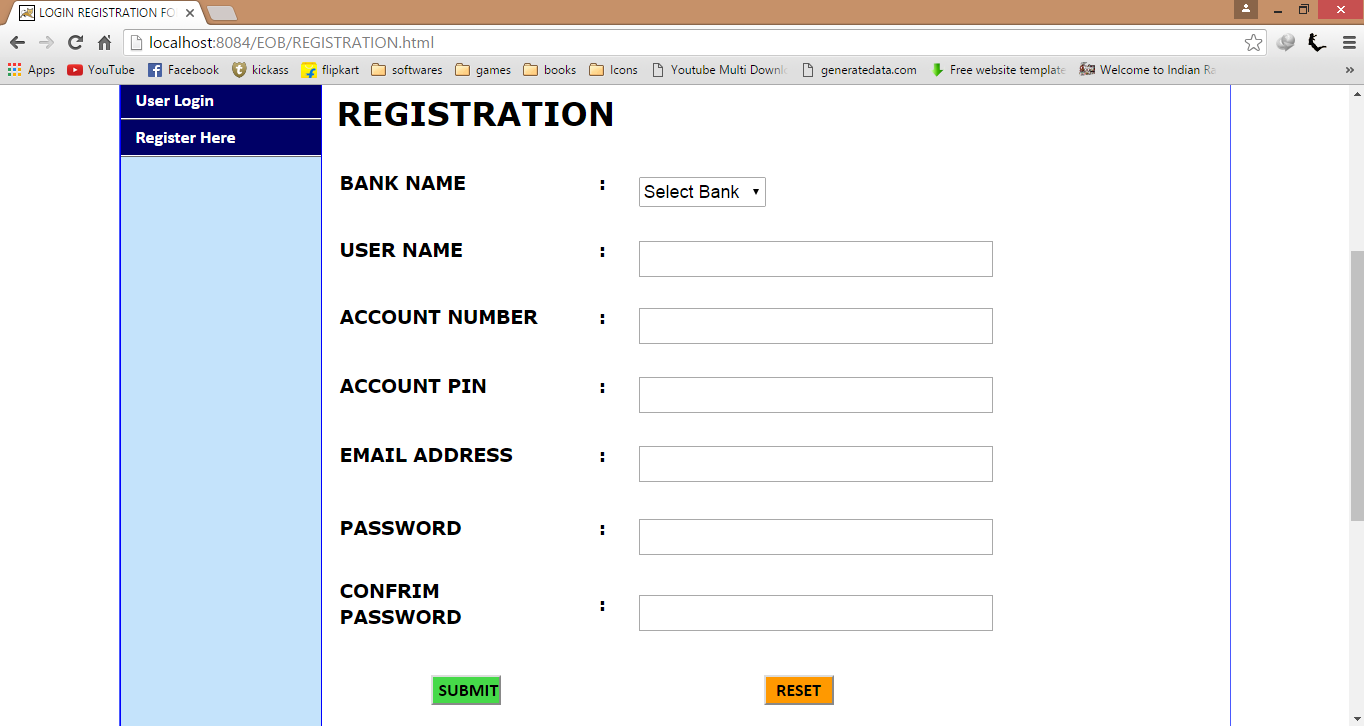 LOGIN REGISTRATION FO
localhost:8084/EOB/REGISTRATION.html
Apps YouTube Facebook kickass flipkart softwares games books Icons Youtube Multi Downl generatedata.com Free website template Welcome to Indian Ra »
User Login
Register Here
REGISTRATION
BANK NAME : Select Bank
USER NAME :
ACCOUNT NUMBER :
ACCOUNT PIN :
EMAIL ADDRESS :
PASSWORD :
CONFRIM
PASSWORD :
SUBMIT RESET